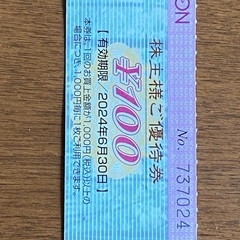 ON
株主様ご優待券
No. 737024
¥100
【有効期限／2024年6月30日】
本券は、1回のお買上金額が1,000円(税込)以上の
場合につき、1,000円毎に1枚ご利用できます。